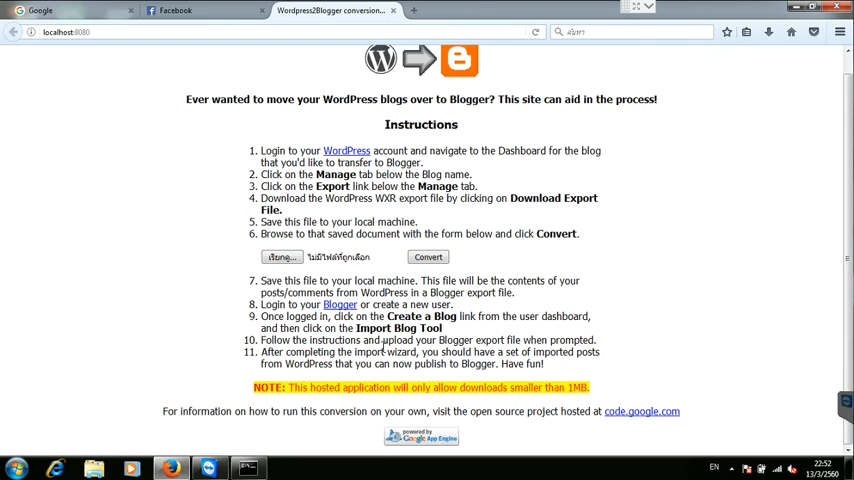 Google
Facebook
Wordpress2Blogger conversion...
localhost:8080
ค้นหา
Ever wanted to move your WordPress blogs over to Blogger? This site can aid in the process!
Instructions
1. Login to your WordPress account and navigate to the Dashboard for the blog
that you'd like to transfer to Blogger.
2. Click on the Manage tab below the Blog name.
3. Click on the Export link below the Manage tab.
4. Download the WordPress WXR export file by clicking on Download Export
File.
5. Save this file to your local machine.
6. Browse to that saved document with the form below and click Convert.
เรียกดู... ไม่มีไฟล์ที่ถูกเลือก Convert
7. Save this file to your local machine. This file will be the contents of your
posts/comments from WordPress in a Blogger export file.
8. Login to your Blogger or create a new user.
9. Once logged in, click on the Create a Blog link from the user dashboard,
and then click on the Import Blog Tool
10. Follow the instructions and upload your Blogger export file when prompted.
11. After completing the import wizard, you should have a set of imported posts
from WordPress that you can now publish to Blogger. Have fun!
NOTE: This hosted application will only allow downloads smaller than 1MB.
For information on how to run this conversion on your own, visit the open source project hosted at code.google.com
powered by
Google App Engine
EN
22:52
13/3/2560